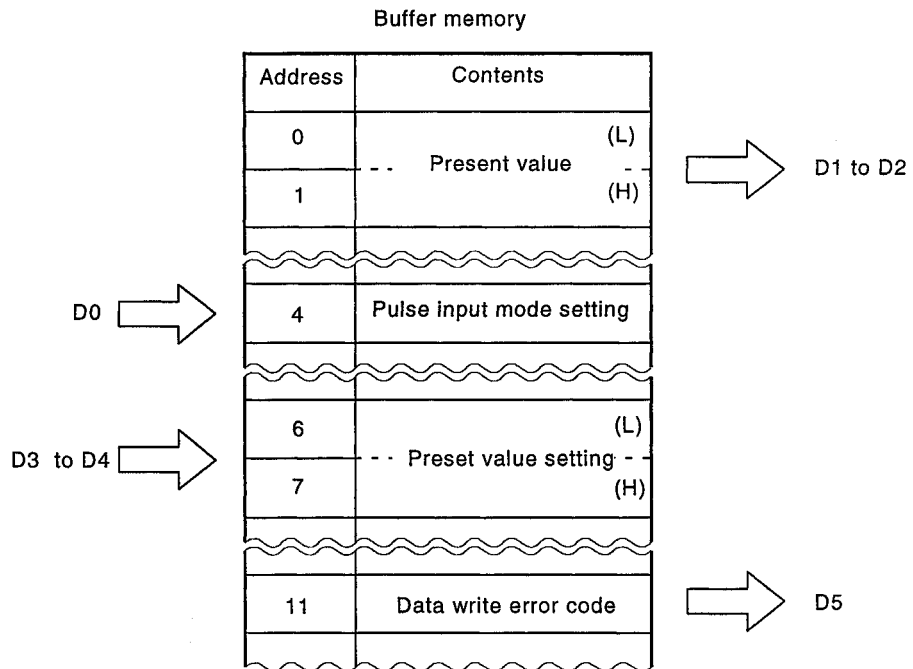 Buffer memory
Address Contents
0 (L)
Present value
D1 to D2
1 (H)
D0
4 Pulse input mode setting
6 (L)
D3 to D4
Preset value setting
7 (H)
11 Data write error code
D5